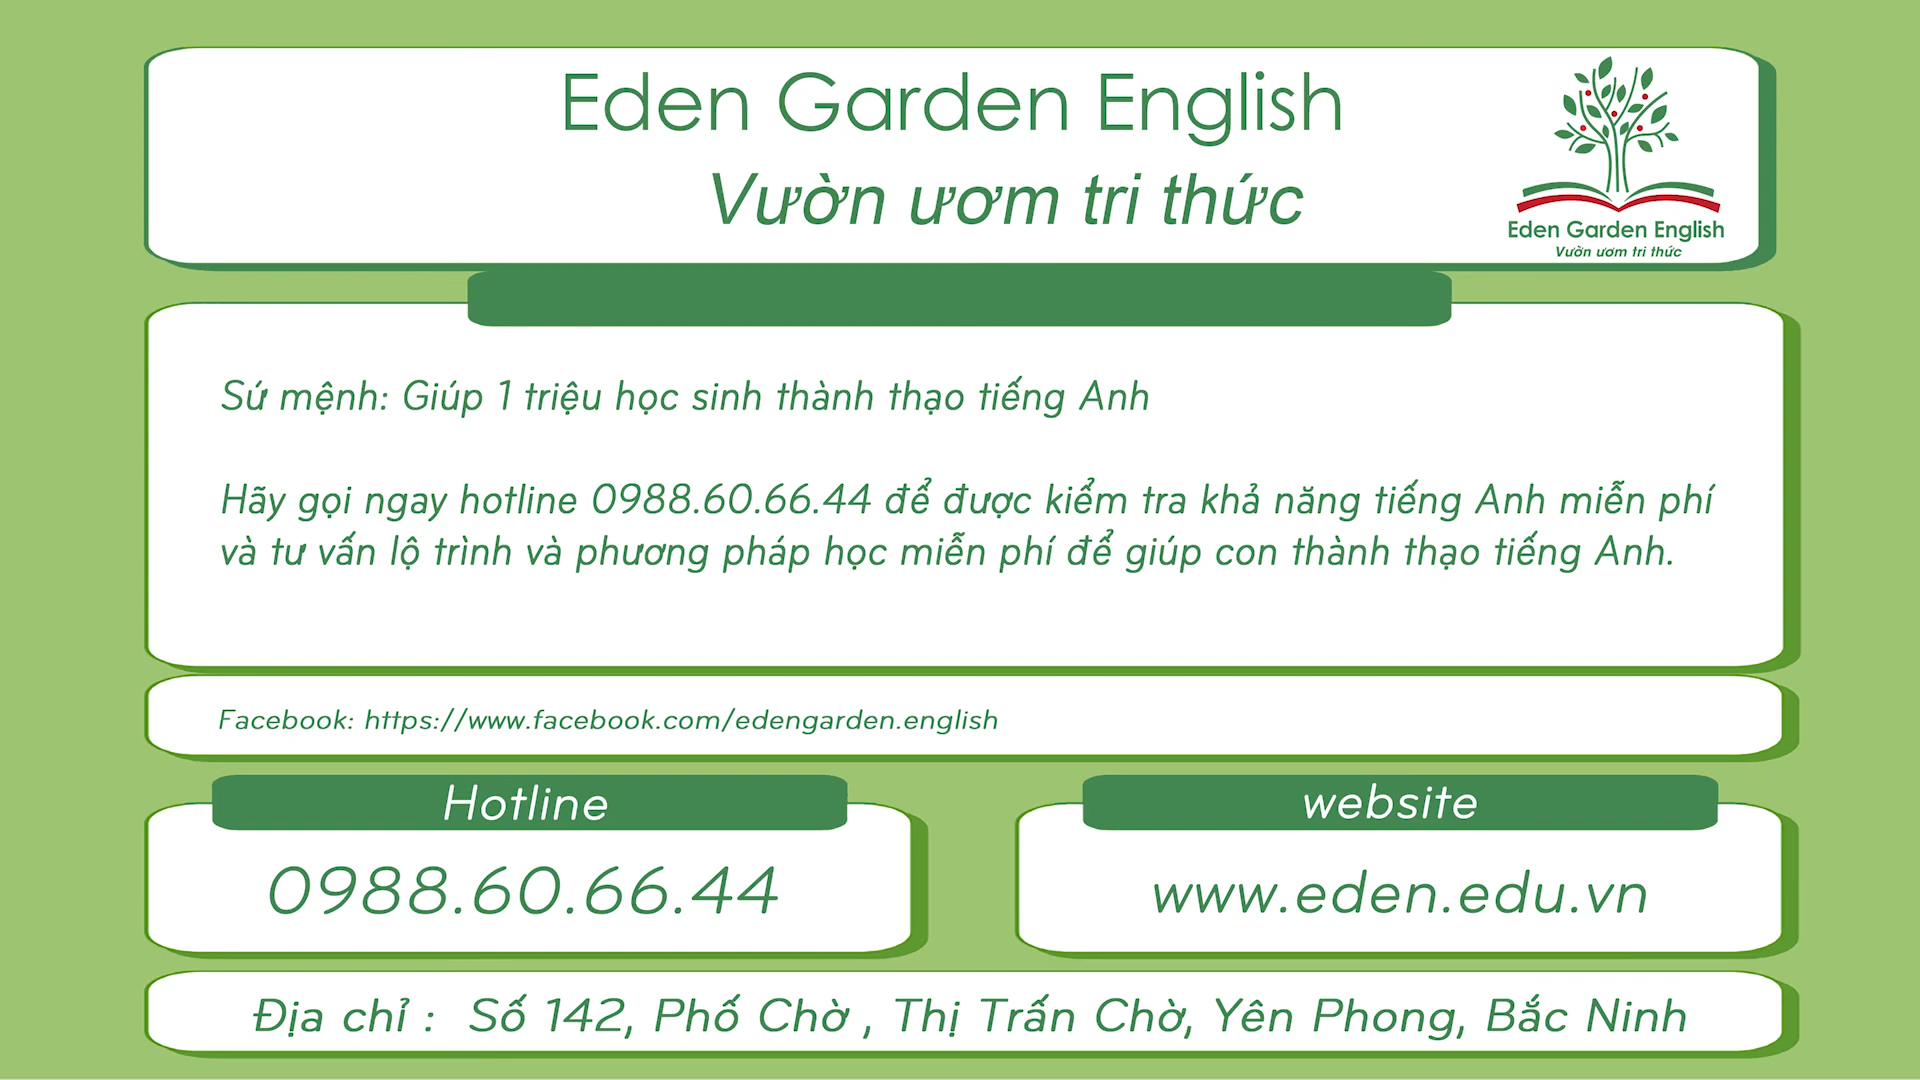 Eden Garden English
Vườn ươm tri thức
Eden Garden English
Vườn ươm tri thức
Sứ mệnh: Giúp 1 triệu học sinh thành thạo tiếng Anh
Hãy gọi ngay hotline 0988.60.66.44 để được kiểm tra khả năng tiếng Anh miễn phí
và tư vấn lộ trình và phương pháp học miễn phí để giúp con thành thạo tiếng Anh.
Facebook: https://www.facebook.com/edengarden.english
Hotline
0988.60.66.44
website
www.eden.edu.vn
Địa chỉ : Số 142, Phố Chờ , Thị Trấn Chờ, Yên Phong, Bắc Ninh